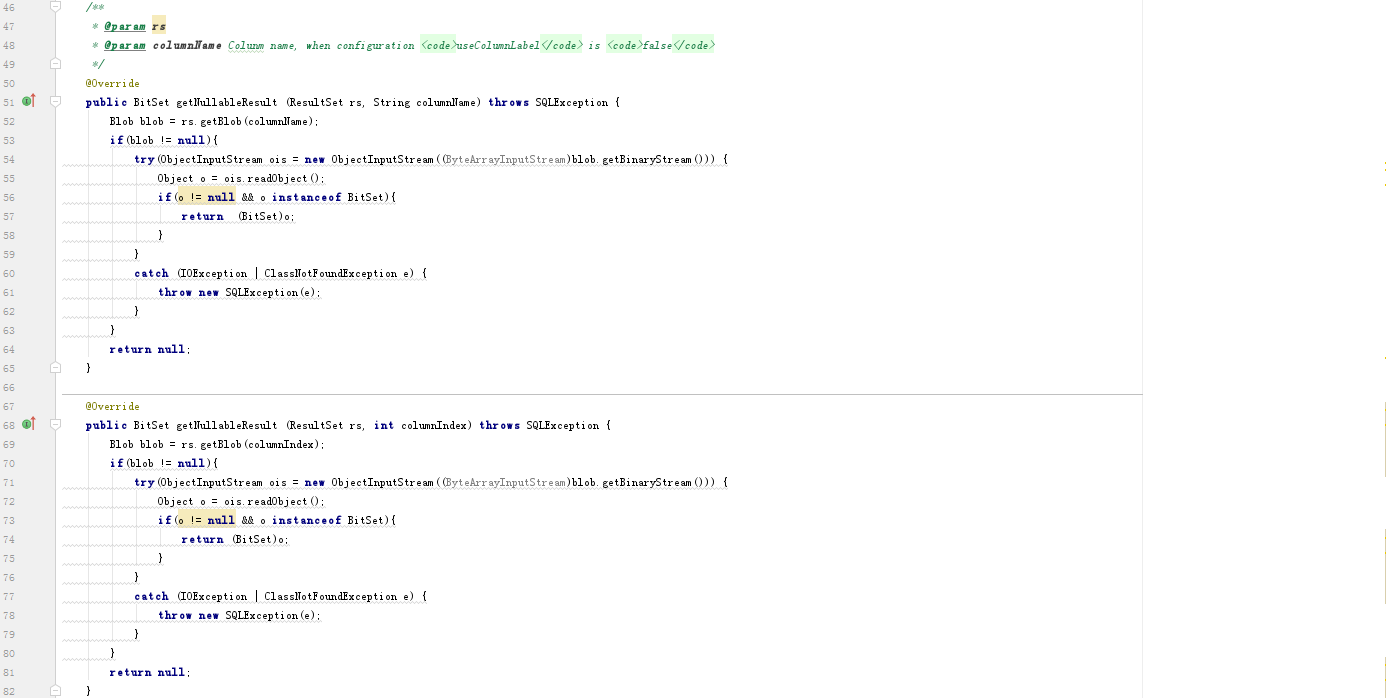 46 /**
47 * @param rs
48 * @param columnName Colunm name, when configuration <code>useColumnLabel</code> is <code>false</code>
49 */
50 @Override
51 public BitSet getNullableResult (ResultSet rs, String columnName) throws SQLException {
52 Blob blob = rs.getBlob(columnName);
53 if(blob != null){
54 try(ObjectInputStream ois = new ObjectInputStream((ByteArrayInputStream)blob.getBinaryStream())) {
55 Object o = ois.readObject();
56 if(o != null && o instanceof BitSet){
57 return (BitSet)o;
58 }
59 }
60 catch (IOException | ClassNotFoundException e) {
61 throw new SQLException(e);
62 }
63 }
64 return null;
65 }
66
67 @Override
68 public BitSet getNullableResult (ResultSet rs, int columnIndex) throws SQLException {
69 Blob blob = rs.getBlob(columnIndex);
70 if(blob != null){
71 try(ObjectInputStream ois = new ObjectInputStream((ByteArrayInputStream)blob.getBinaryStream())) {
72 Object o = ois.readObject();
73 if(o != null && o instanceof BitSet){
74 return (BitSet)o;
75 }
76 }
77 catch (IOException | ClassNotFoundException e) {
78 throw new SQLException(e);
79 }
80 }
81 return null;
82 }